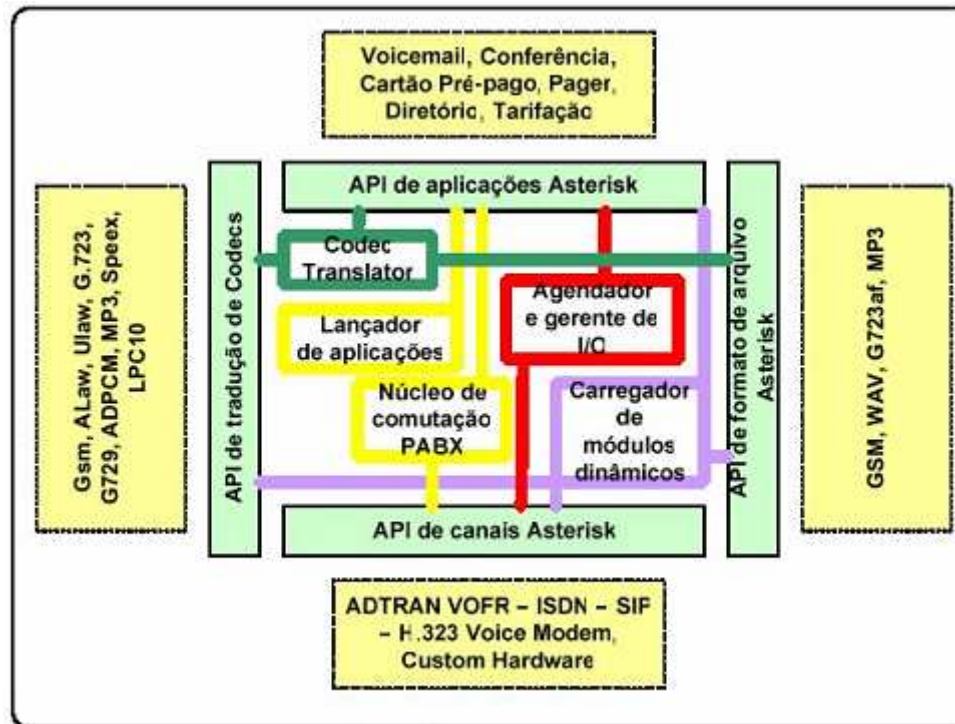 Voicemail, Conferência,
Cartão Pré-pago, Pager,
Diretório, Tarifação
API de aplicações Asterisk
Gsm, ALaw, Ulaw, G.723,
G729, ADPCM, MP3, Speex,
LPC10
API de tradução de Codecs
Codec
Translator
Lançador
de aplicações
Agendador
e gerente de
I/O
Núcleo de
comutação
PABX
Carregador
de
módulos
dinâmicos
API de formato de arquivo
Asterisk
GSM, WAV, G723af, MP3
API de canais Asterisk
ADTRAN VOFR – ISDN – SIP
– H.323 Voice Modem,
Custom Hardware